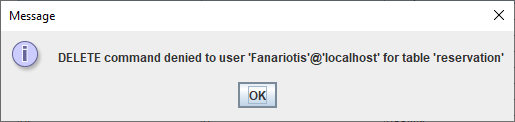 Message
DELETE command denied to user 'Fanariotis'@'localhost' for table 'reservation'
OK